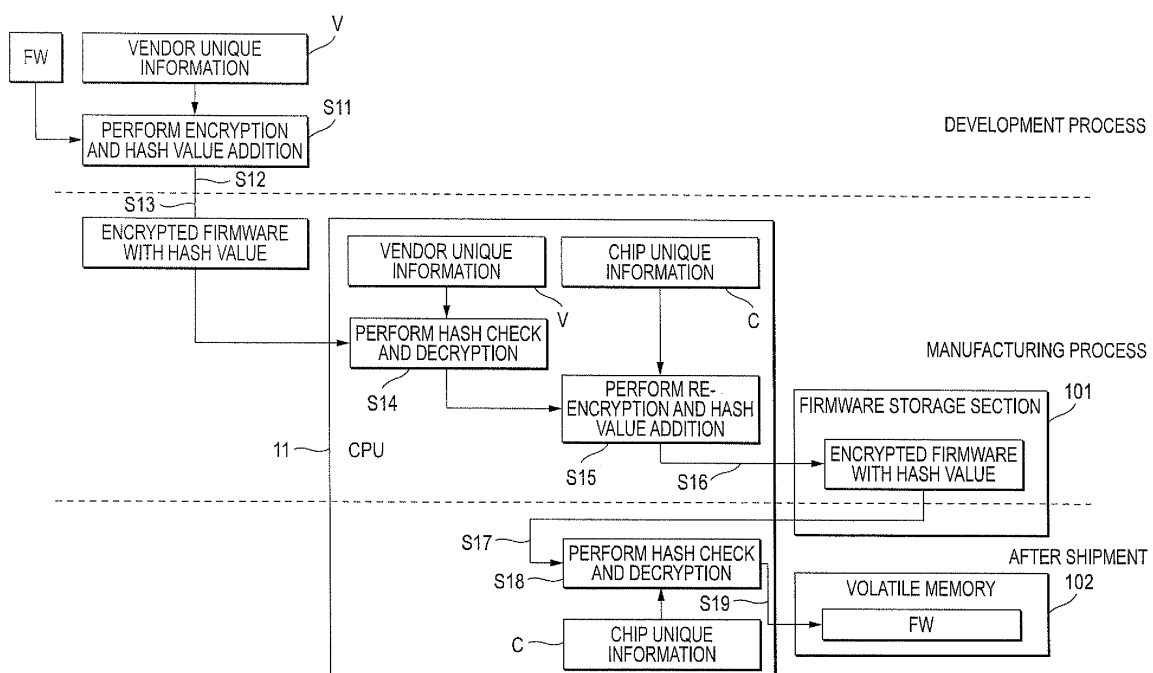 FW
VENDOR UNIQUE
INFORMATION
V
S11
PERFORM ENCRYPTION
AND HASH VALUE ADDITION
DEVELOPMENT PROCESS
S12
S13
ENCRYPTED FIRMWARE
WITH HASH VALUE
VENDOR UNIQUE
INFORMATION
CHIP UNIQUE
INFORMATION
V
C
PERFORM HASH CHECK
AND DECRYPTION
MANUFACTURING PROCESS
S14
PERFORM RE-
ENCRYPTION AND HASH
VALUE ADDITION
FIRMWARE STORAGE SECTION
101
11
CPU
ENCRYPTED FIRMWARE
WITH HASH VALUE
S15
S16
S17
PERFORM HASH CHECK
AND DECRYPTION
S18
AFTER SHIPMENT
S19
VOLATILE MEMORY
102
FW
C
CHIP UNIQUE
INFORMATION